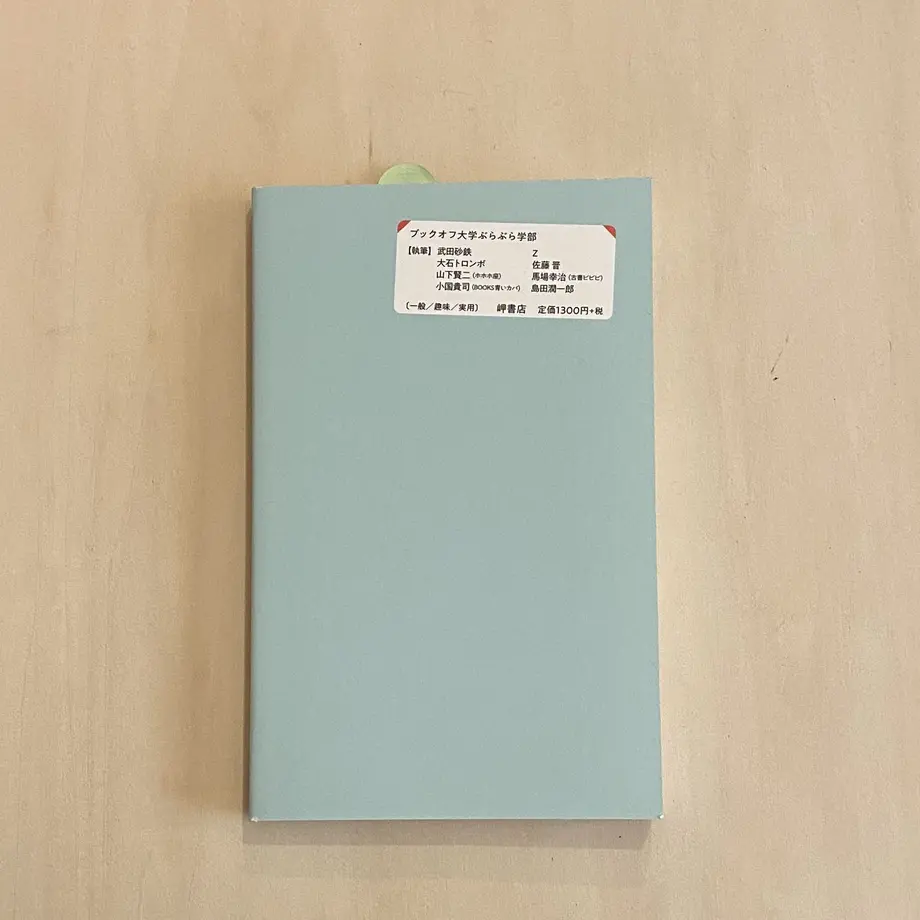 ブックオフ大学ぶらぶら学部
【執筆】武田砂鉄 Z
大石トロンボ 佐藤晋
山下賢二(ホホホ座) 馬場幸治(古書ビビビ)
小国貴司(BOOKS青いカバ) 島田潤一郎
〔一般/趣味/実用〕 岬書店 定価1300円+税